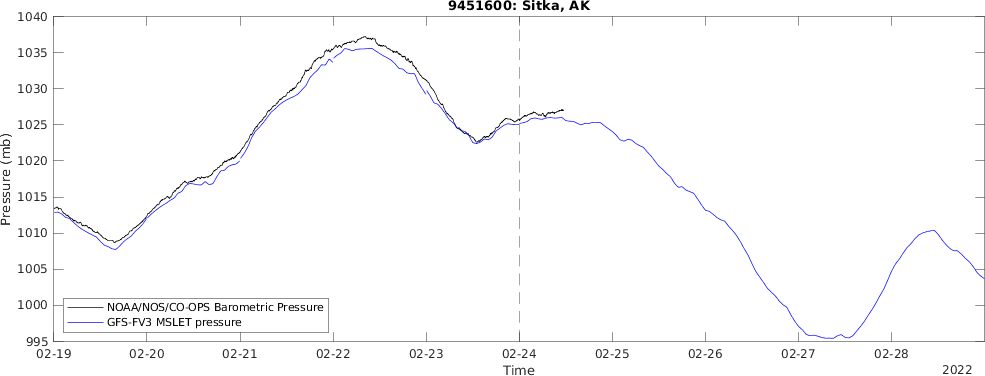 9451600: Sitka, AK
Pressure (mb)
1040
1035
1030
1025
1020
1015
1010
1005
1000
995
NOAA/NOS/CO-OPS Barometric Pressure
GFS-FV3 MSLET pressure
02-19 02-20 02-21 02-22 02-23 02-24 02-25 02-26 02-27 02-28
Time
2022